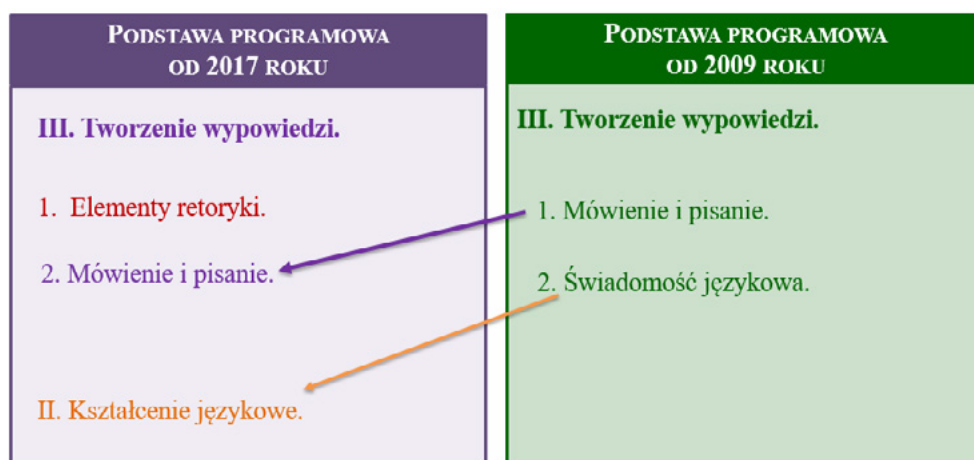 PODSTAWA PROGRAMOWA
OD 2017 ROKU
III. Tworzenie wypowiedzi.
1. Elementy retoryki.
2. Mówienie i pisanie.
II. Kształcenie językowe.
PODSTAWA PROGRAMOWA
OD 2009 ROKU
III. Tworzenie wypowiedzi.
1. Mówienie i pisanie.
2. Świadomość językowa.